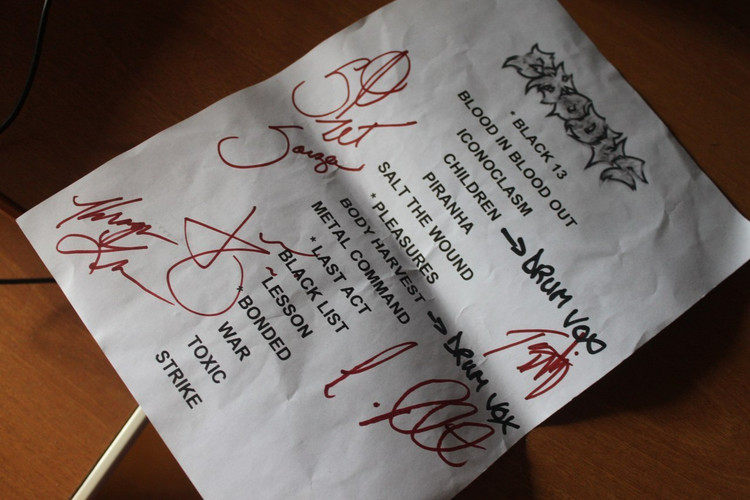 EXODUS
* BLACK 13
BLOOD IN BLOOD OUT
ICONOCLASM
CHILDREN → DRUM VOX
PIRANHA
SALT THE WOUND
* PLEASURES
BODY HARVEST → DRUM VOX
METAL COMMAND
* LAST ACT
~ BLACK LIST
~ LESSON
* BONDED
WAR
TOXIC
STRIKE